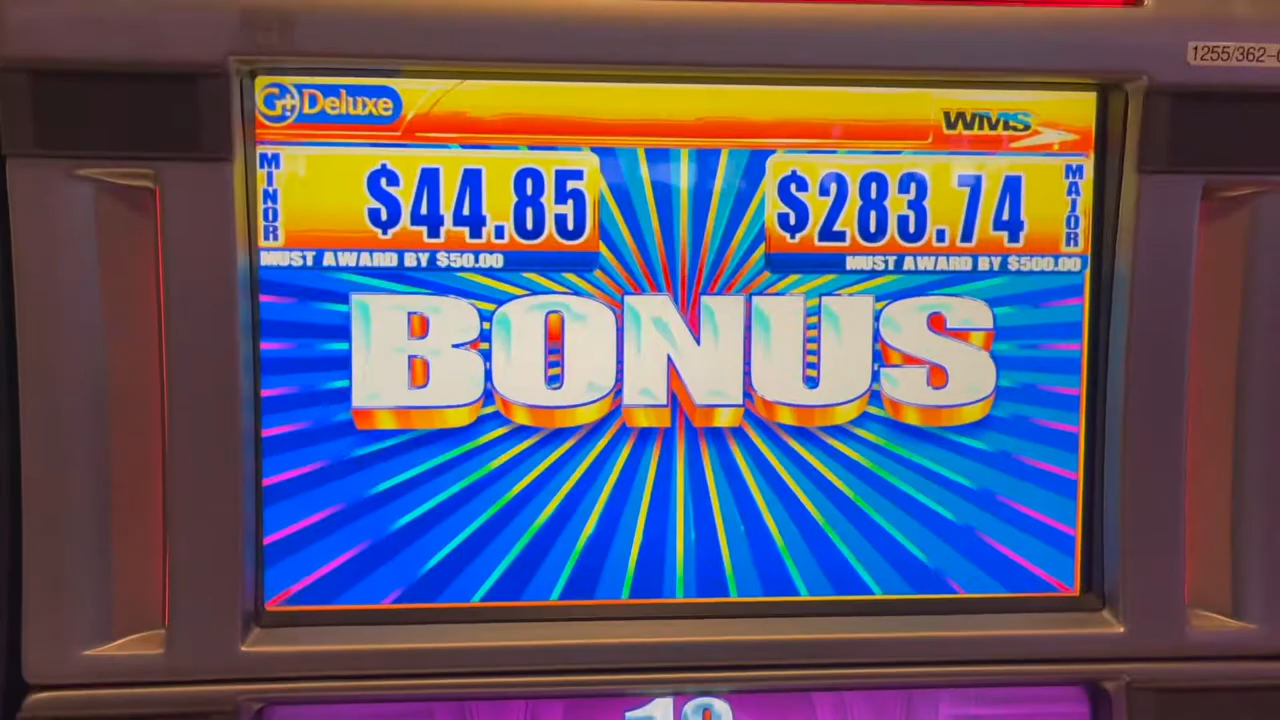 1255/362-
G+ Deluxe
WMS
MINOR
$44.85
MUST AWARD BY $50.00
$283.74
MAJOR
MUST AWARD BY $500.00
BONUS